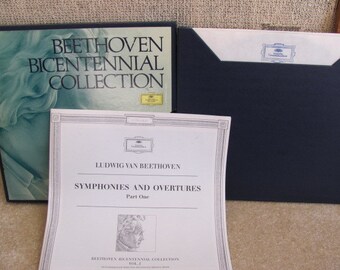 BEETHOVEN
BICENTENNIAL
COLLECTION
LUDWIG VAN BEETHOVEN
SYMPHONIES AND OVERTURES
Part One
BEETHOVEN BICENTENNIAL COLLECTION